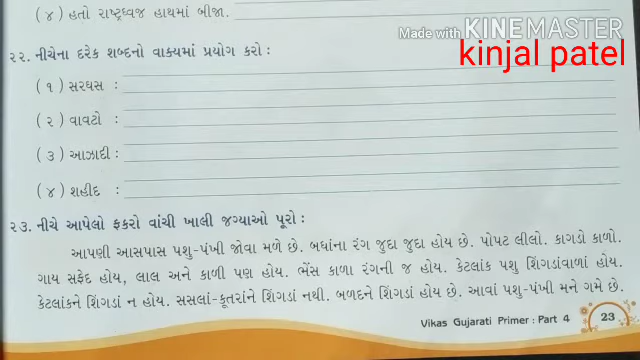 (૪) હતો રાષ્ટ્રધ્વજ હાથમાં બીજા.
Made with KINEMASTER
kinjal patel
૨૨. નીચેના દરેક શબ્દનો વાક્યમાં પ્રયોગ કરો :
(૧) સરઘસ :
(૨) વાવટો :
(૩) આઝાદી :
(૪) શહીદ :
૨૩. નીચે આપેલો ફકરો વાંચી ખાલી જગ્યાઓ પૂરો :
આપણી આસપાસ પશુ-પંખી જોવા મળે છે. બધાંના રંગ જુદા જુદા હોય છે. પોપટ લીલો. કાગડો કાળો.
ગાય સફેદ હોય, લાલ અને કાળી પણ હોય. ભેંસ કાળા રંગની જ હોય. કેટલાંક પશુ શિંગડાંવાળાં હોય.
કેટલાંકને શિંગડાં ન હોય. સસલાં-કૂતરાંને શિંગડાં નથી. બળદને શિંગડાં હોય છે. આવાં પશુ-પંખી મને ગમે છે.
Vikas Gujarati Primer : Part 4
23